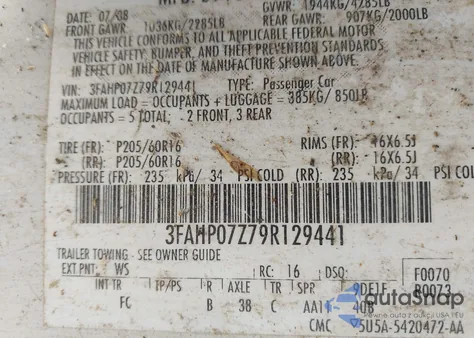 DATE: 07/08 GVWR: 1944KG/4285LB
FRONT GAWR: 1036KG/2285LB REAR GAWR: 907KG/2000LB
THIS VEHICLE CONFORMS TO ALL APPLICABLE FEDERAL MOTOR
VEHICLE SAFETY, BUMPER, AND THEFT PREVENTION STANDARDS
IN EFFECT ON THE DATE OF MANUFACTURE SHOWN ABOVE.
VIN: 3FAHP07Z79R129441 TYPE: Passenger Car
MAXIMUM LOAD = OCCUPANTS + LUGGAGE = 385KG/ 850LB
OCCUPANTS = 5 TOTAL, 2 FRONT, 3 REAR
TIRE (FR): P205/60R16 RIMS (FR): 16X6.5J
(RR): P205/60R16 (RR): 16X6.5J
PRESSURE (FR): 235 kPa/ 34 PSI COLD (RR): 235 kPa/ 34 PSI COLD
3FAHP07Z79R129441
TRAILER TOWING - SEE OWNER GUIDE
EXT PNT: WS RC: 16 DSO: F0070
INT TR TP/PS R AXLE TR SPR 9DE1F B0073
FC B 38 C AA11 40B
autoSnap
CMC 5U5A-5420472-AA